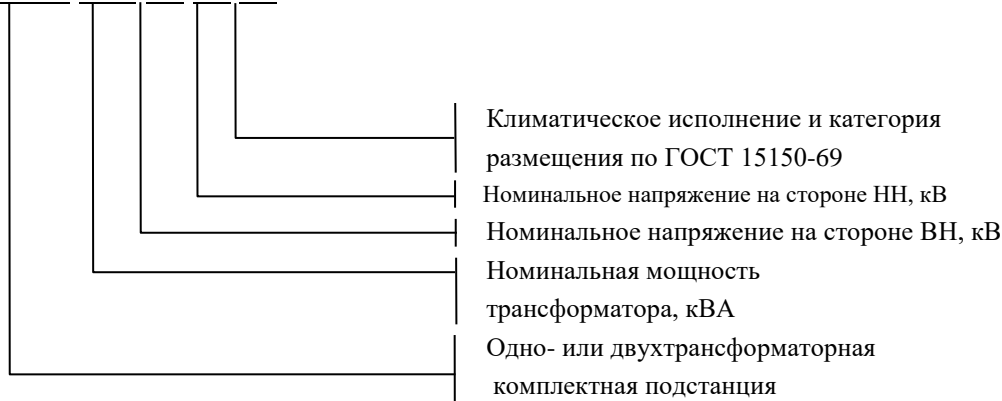 Климатическое исполнение и категория
размещения по ГОСТ 15150-69
Номинальное напряжение на стороне НН, кВ
Номинальное напряжение на стороне ВН, кВ
Номинальная мощность
трансформатора, кВА
Одно- или двухтрансформаторная
комплектная подстанция